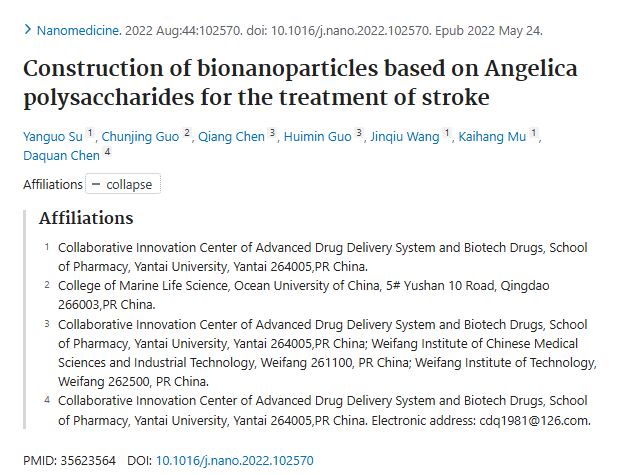 Nanomedicine. 2022 Aug:44:102570. doi: 10.1016/j.nano.2022.102570. Epub 2022 May 24.
Construction of bionanoparticles based on Angelica
polysaccharides for the treatment of stroke
Yanguo Su 1, Chunjing Guo 2, Qiang Chen 3, Huimin Guo 3, Jinqiu Wang 1, Kaihang Mu 1,
Daquan Chen 4
Affiliations − collapse
Affiliations
1 Collaborative Innovation Center of Advanced Drug Delivery System and Biotech Drugs, School
of Pharmacy, Yantai University, Yantai 264005,PR China.
2 College of Marine Life Science, Ocean University of China, 5# Yushan 10 Road, Qingdao
266003,PR China.
3 Collaborative Innovation Center of Advanced Drug Delivery System and Biotech Drugs, School
of Pharmacy, Yantai University, Yantai 264005,PR China; Weifang Institute of Chinese Medical
Sciences and Industrial Technology, Weifang 261100, PR China; Weifang Institute of Technology,
Weifang 262500, PR China.
4 Collaborative Innovation Center of Advanced Drug Delivery System and Biotech Drugs, School
of Pharmacy, Yantai University, Yantai 264005,PR China. Electronic address: cdq1981@126.com.
PMID: 35623564 DOI: 10.1016/j.nano.2022.102570